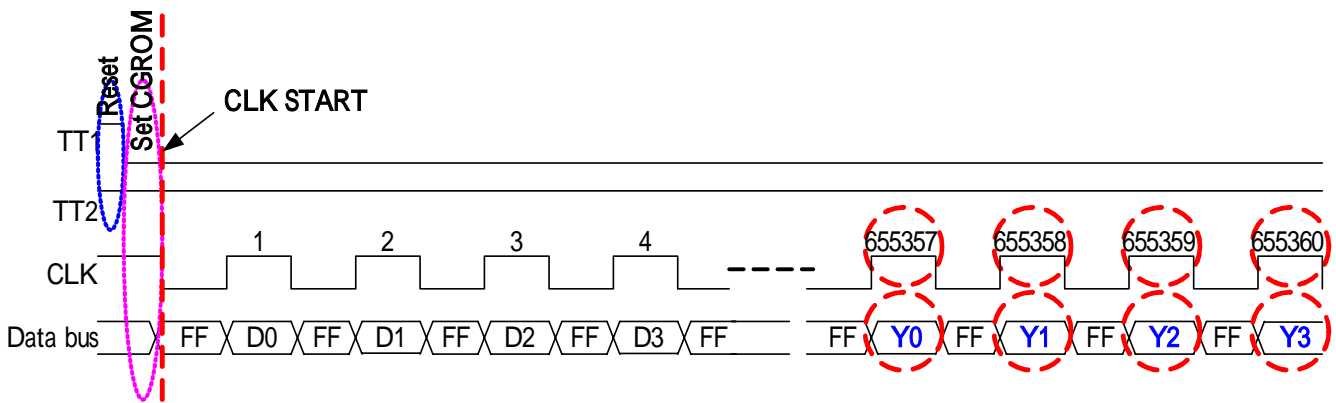 Reset
Set CGROM
CLK START
TT1
TT2
1 2 3 4 655357 655358 655359 655360
CLK
Data bus FF D0 FF D1 FF D2 FF D3 FF FF Y0 FF Y1 FF Y2 FF Y3